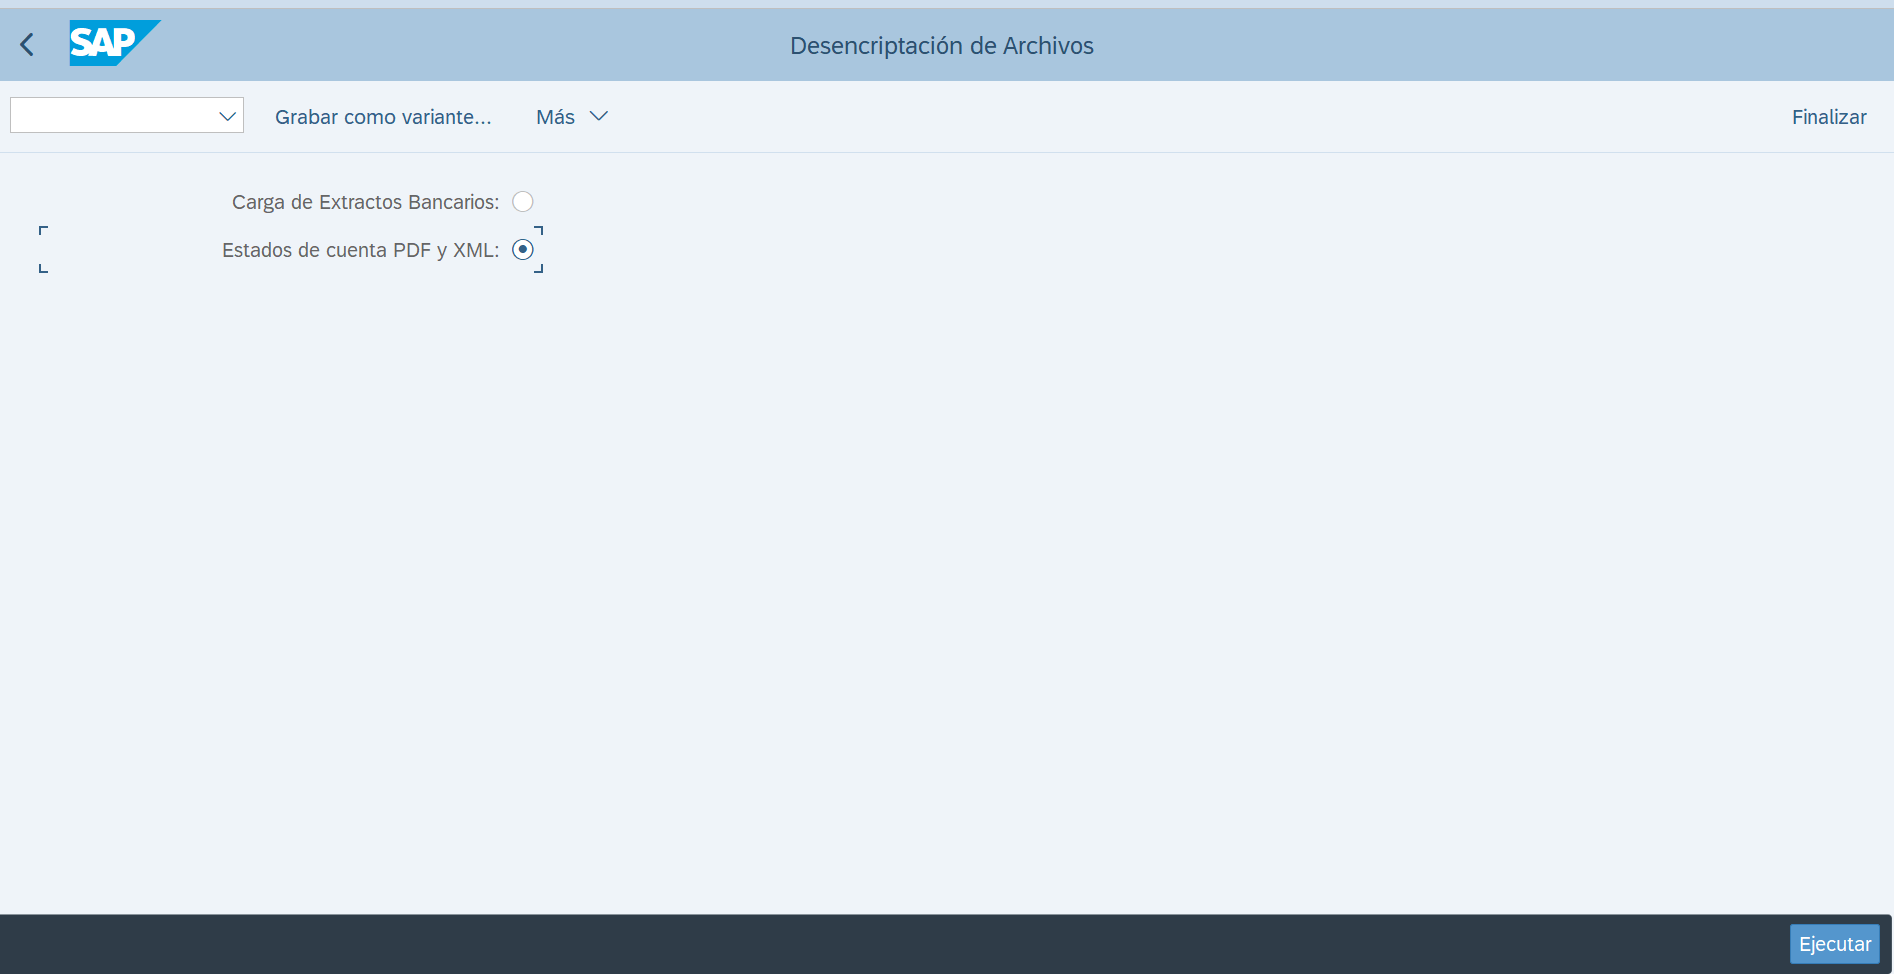 SAP
Desencriptación de Archivos
Grabar como variante... Más Finalizar
Carga de Extractos Bancarios:
Estados de cuenta PDF y XML:
Ejecutar